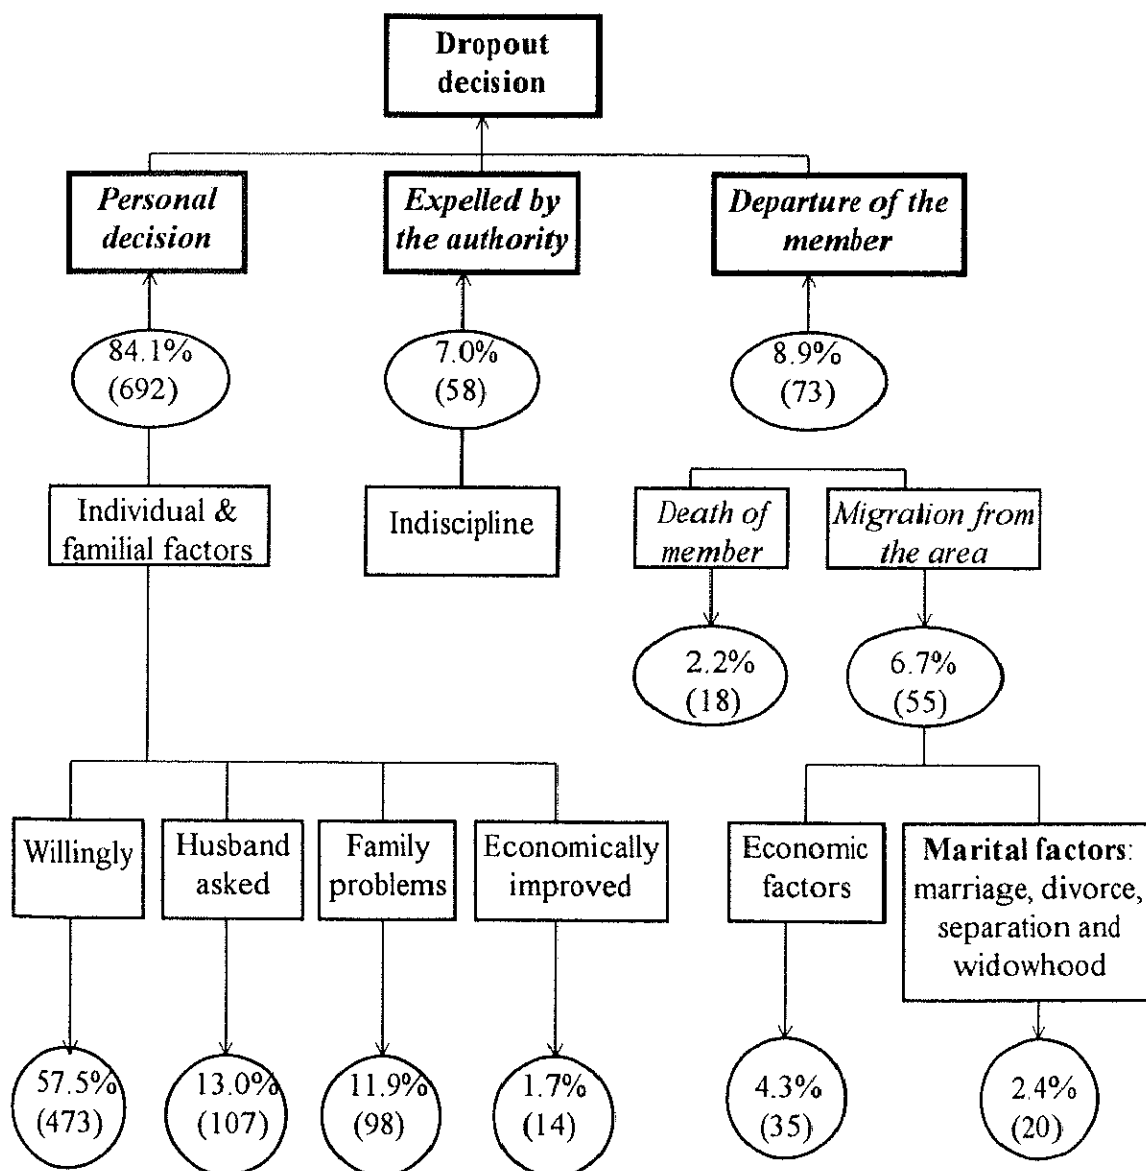 Dropout
decision
Personal
decision
Expelled by
the authority
Departure of the
member
84.1%
(692)
7.0%
(58)
8.9%
(73)
Individual &
familial factors
Indiscipline
Death of
member
Migration from
the area
2.2%
(18)
6.7%
(55)
Willingly
Husband
asked
Family
problems
Economically
improved
Economic
factors
Marital factors:
marriage, divorce,
separation and
widowhood
57.5%
(473)
13.0%
(107)
11.9%
(98)
1.7%
(14)
4.3%
(35)
2.4%
(20)